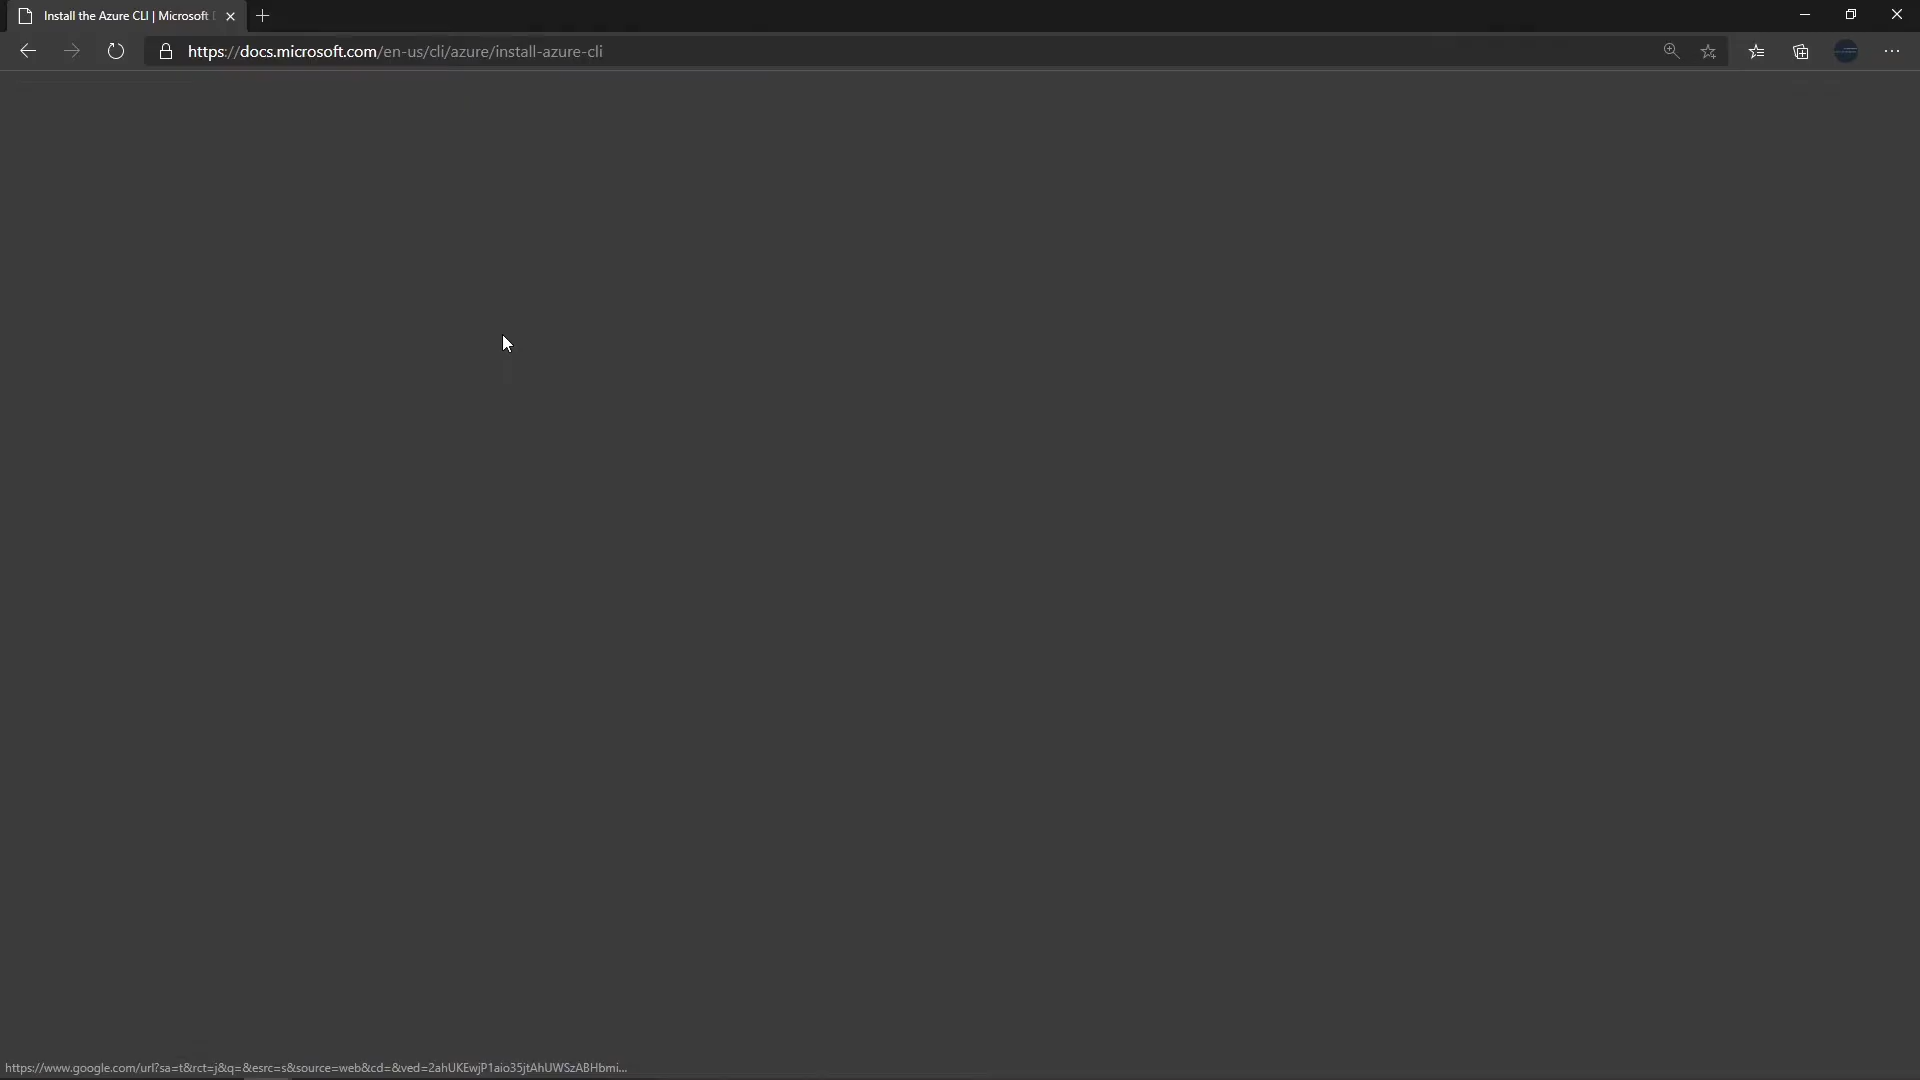 Install the Azure CLI | Microsoft
https://docs.microsoft.com/en-us/cli/azure/install-azure-cli
https://www.google.com/url?sa=t&rct=j&q=&esrc=s&source=web&cd=&ved=2ahUKEwjP1aio35jtAhUWSzABHbmi...